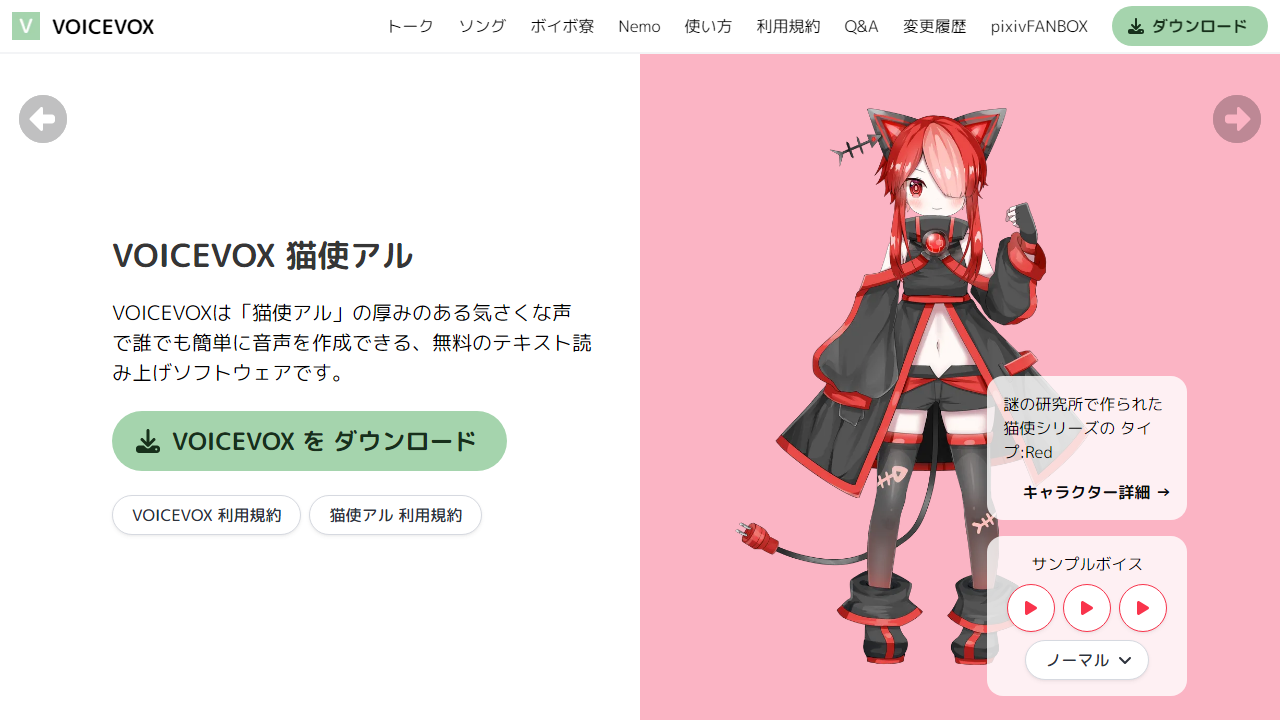 V VOICEVOX トーク ソング ボイボ寮 Nemo 使い方 利用規約 Q&A 変更履歴 pixivFANBOX ダウンロード
VOICEVOX 猫使アル
VOICEVOXは「猫使アル」の厚みのある気さくな声
で誰でも簡単に音声を作成できる、無料のテキスト読
み上げソフトウェアです。
VOICEVOX を ダウンロード
VOICEVOX 利用規約 猫使アル 利用規約
謎の研究所で作られた
猫使シリーズの タイ
プ:Red
キャラクター詳細 →
サンプルボイス
ノーマル